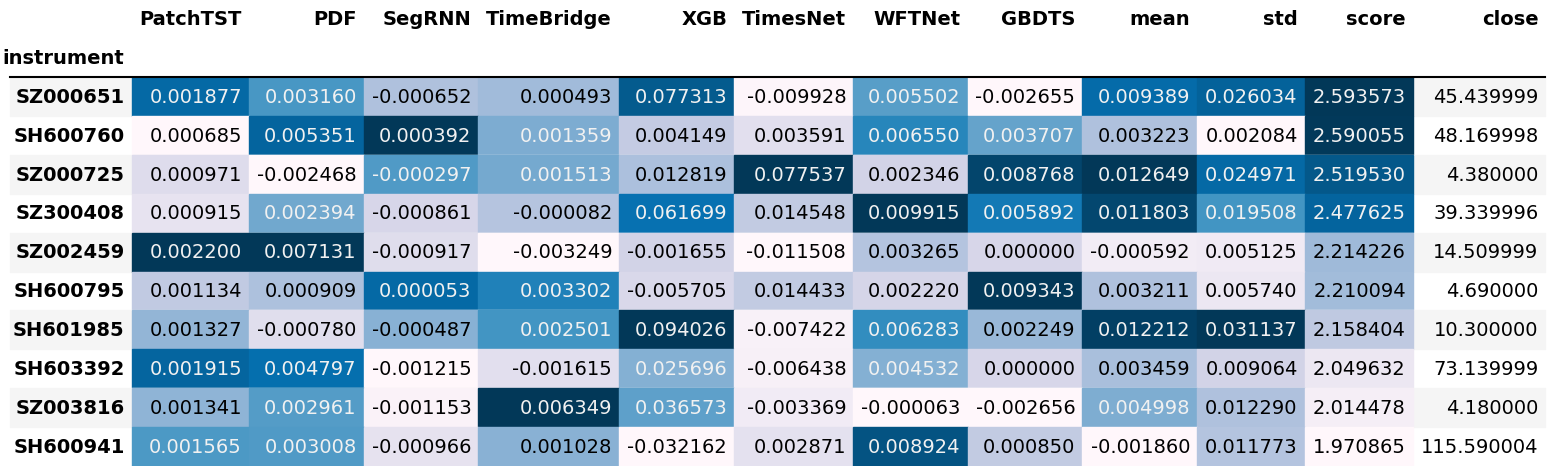 PatchTST PDF SegRNN TimeBridge XGB TimesNet WFTNet GBDTS mean std score close
instrument
SZ000651 0.001877 0.003160 -0.000652 0.000493 0.077313 -0.009928 0.005502 -0.002655 0.009389 0.026034 2.593573 45.439999
SH600760 0.000685 0.005351 0.000392 0.001359 0.004149 0.003591 0.006550 0.003707 0.003223 0.002084 2.590055 48.169998
SZ000725 0.000971 -0.002468 -0.000297 0.001513 0.012819 0.077537 0.002346 0.008768 0.012649 0.024971 2.519530 4.380000
SZ300408 0.000915 0.002394 -0.000861 -0.000082 0.061699 0.014548 0.009915 0.005892 0.011803 0.019508 2.477625 39.339996
SZ002459 0.002200 0.007131 -0.000917 -0.003249 -0.001655 -0.011508 0.003265 0.000000 -0.000592 0.005125 2.214226 14.509999
SH600795 0.001134 0.000909 0.000053 0.003302 -0.005705 0.014433 0.002220 0.009343 0.003211 0.005740 2.210094 4.690000
SH601985 0.001327 -0.000780 -0.000487 0.002501 0.094026 -0.007422 0.006283 0.002249 0.012212 0.031137 2.158404 10.300000
SH603392 0.001915 0.004797 -0.001215 -0.001615 0.025696 -0.006438 0.004532 0.000000 0.003459 0.009064 2.049632 73.139999
SZ003816 0.001341 0.002961 -0.001153 0.006349 0.036573 -0.003369 -0.000063 -0.002656 0.004998 0.012290 2.014478 4.180000
SH600941 0.001565 0.003008 -0.000966 0.001028 -0.032162 0.002871 0.008924 0.000850 -0.001860 0.011773 1.970865 115.590004